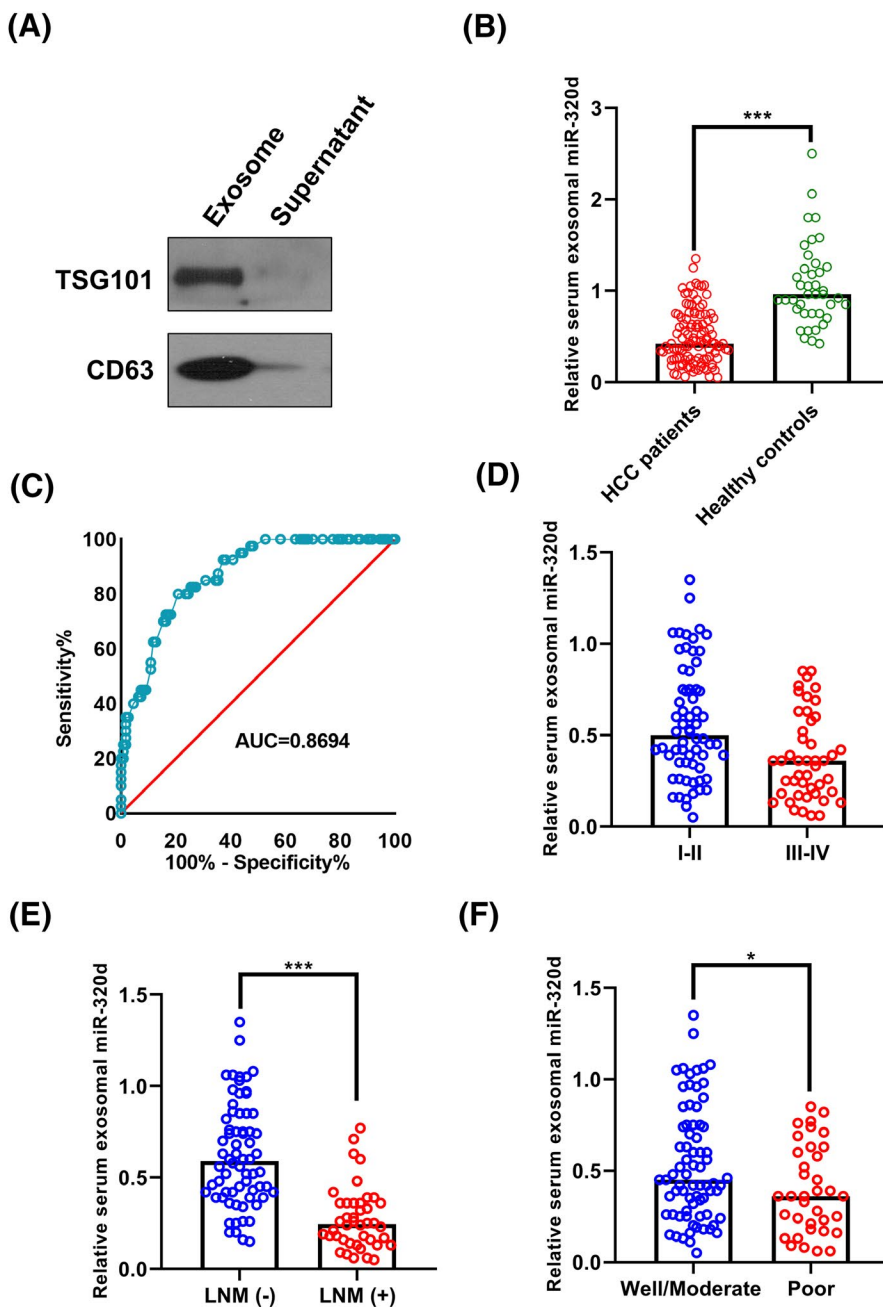 (A)
Exosome
Supernatant
TSG101
CD63
(B)
Relative serum exosomal miR-320d
3
2
1
0
***
HCC patients
Healthy controls
(C)
Sensitivity%
100
80
60
40
20
0
AUC=0.8694
0 20 40 60 80 100
100% - Specificity%
(D)
Relative serum exosomal miR-320d
1.5
1.0
0.5
0.0
I-II III-IV
(E)
Relative serum exosomal miR-320d
1.5
1.0
0.5
0.0
***
LNM (-) LNM (+)
(F)
Relative serum exosomal miR-320d
1.5
1.0
0.5
0.0
*
Well/Moderate Poor